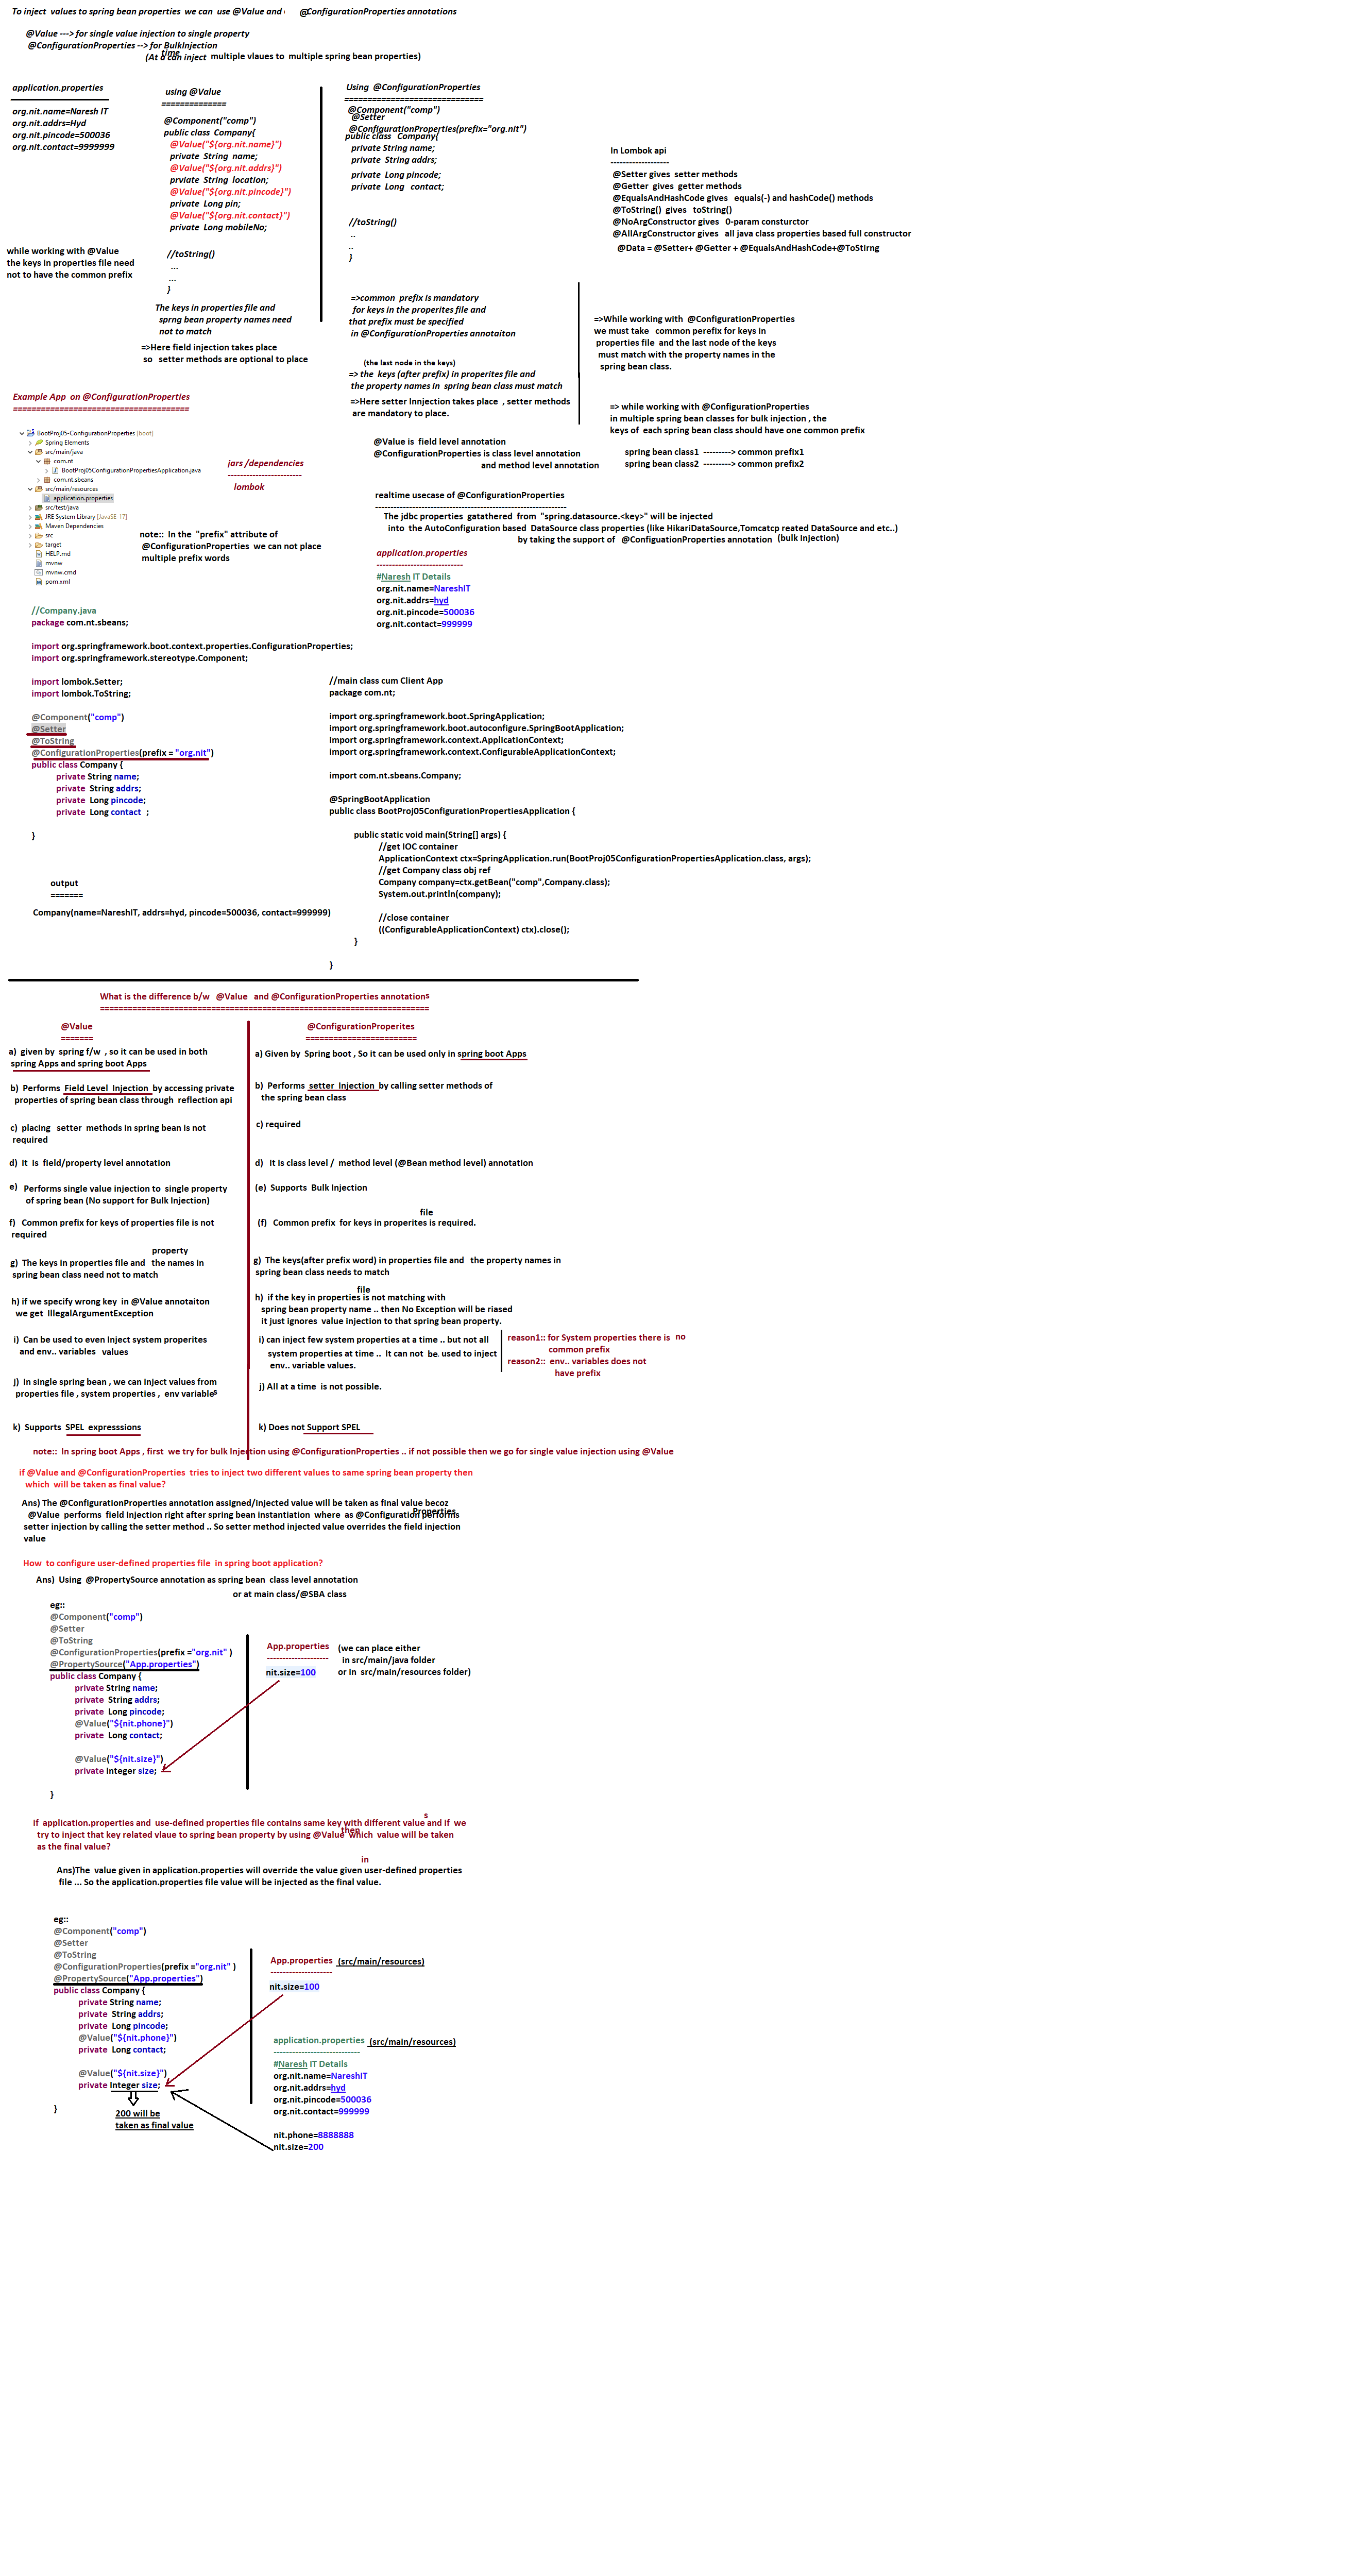 To inject values to spring bean properties we can use @Value and @ConfigurationProperties annotations
@Value ---> for single value injection to single property
@ConfigurationProperties --> for BulkInjection
time
(At a can inject multiple vlaues to multiple spring bean properties)
application.properties
org.nit.name=Naresh IT
org.nit.addrs=Hyd
org.nit.pincode=500036
org.nit.contact=9999999
while working with @Value
the keys in properties file need
not to have the common prefix
using @Value
==============
@Component("comp")
public class Company{
@Value("${org.nit.name}")
private String name;
@Value("${org.nit.addrs}")
prviate String location;
@Value("${org.nit.pincode}")
private Long pin;
@Value("${org.nit.contact}")
private Long mobileNo;
//toString()
...
...
}
The keys in properties file and
sprng bean property names need
not to match
=>Here field injection takes place
so setter methods are optional to place
Using @ConfigurationProperties
==============================
@Component("comp")
@Setter
@ConfigurationProperties(prefix="org.nit")
public class Company{
private String name;
private String addrs;
private Long pincode;
private Long contact;
//toString()
..
..
}
=>common prefix is mandatory
for keys in the properites file and
that prefix must be specified
in @ConfigurationProperties annotaiton
(the last node in the keys)
=> the keys (after prefix) in properites file and
the property names in spring bean class must match
=>Here setter Innjection takes place , setter methods
are mandatory to place.
In Lombok api
-------------------
@Setter gives setter methods
@Getter gives getter methods
@EqualsAndHashCode gives equals(-) and hashCode() methods
@ToString() gives toString()
@NoArgConstructor gives 0-param consturctor
@AllArgConstructor gives all java class properties based full constructor
@Data = @Setter+ @Getter + @EqualsAndHashCode+@ToStirng
=>While working with @ConfigurationProperties
we must take common perefix for keys in
properties file and the last node of the keys
must match with the property names in the
spring bean class.
=> while working with @ConfigurationProperties
in multiple spring bean classes for bulk injection , the
keys of each spring bean class should have one common prefix
spring bean class1 ---------> common prefix1
spring bean class2 ---------> common prefix2
Example App on @ConfigurationProperties
======================================
BootProj05-ConfigurationProperties [boot]
Spring Elements
src/main/java
com.nt
BootProj05ConfigurationPropertiesApplication.java
com.nt.sbeans
src/main/resources
application.properties
src/test/java
JRE System Library [JavaSE-17]
Maven Dependencies
src
target
HELP.md
mvnw
mvnw.cmd
pom.xml
jars /dependencies
------------------------
lombok
note:: In the "prefix" attribute of
@ConfigurationProperties we can not place
multiple prefix words
@Value is field level annotation
@ConfigurationProperties is class level annotation
and method level annotation
realtime usecase of @ConfigurationProperties
--------------------------------------------------------------
The jdbc properties gatathered from "spring.datasource.<key>" will be injected
into the AutoConfiguration based DataSource class properties (like HikariDataSource,Tomcatcp reated DataSource and etc..)
by taking the support of @ConfigurationProperties annotation (bulk Injection)
application.properties
----------------------------
#Naresh IT Details
org.nit.name=NareshIT
org.nit.addrs=hyd
org.nit.pincode=500036
org.nit.contact=999999
//Company.java
package com.nt.sbeans;
import org.springframework.boot.context.properties.ConfigurationProperties;
import org.springframework.stereotype.Component;
import lombok.Setter;
import lombok.ToString;
@Component("comp")
@Setter
@ToString
@ConfigurationProperties(prefix = "org.nit")
public class Company {
private String name;
private String addrs;
private Long pincode;
private Long contact ;
}
output
=======
Company(name=NareshIT, addrs=hyd, pincode=500036, contact=999999)
//main class cum Client App
package com.nt;
import org.springframework.boot.SpringApplication;
import org.springframework.boot.autoconfigure.SpringBootApplication;
import org.springframework.context.ApplicationContext;
import org.springframework.context.ConfigurableApplicationContext;
import com.nt.sbeans.Company;
@SpringBootApplication
public class BootProj05ConfigurationPropertiesApplication {
public static void main(String[] args) {
//get IOC container
ApplicationContext ctx=SpringApplication.run(BootProj05ConfigurationPropertiesApplication.class, args);
//get Company class obj ref
Company company=ctx.getBean("comp",Company.class);
System.out.println(company);
//close container
((ConfigurableApplicationContext) ctx).close();
}
}
What is the difference b/w @Value and @ConfigurationProperties annotations
=======================================================================
@Value
=======
a) given by spring f/w , so it can be used in both
spring Apps and spring boot Apps
b) Performs Field Level Injection by accessing private
properties of spring bean class through reflection api
c) placing setter methods in spring bean is not
required
d) It is field/property level annotation
e) Performs single value injection to single property
of spring bean (No support for Bulk Injection)
f) Common prefix for keys of properties file is not
required
property
g) The keys in properties file and the names in
spring bean class need not to match
h) if we specify wrong key in @Value annotaiton
we get IllegalArgumentException
i) Can be used to even Inject system properites
and env.. variables values
j) In single spring bean , we can inject values from
properties file , system properties , env variables
k) Supports SPEL expresssions
@ConfigurationProperites
========================
a) Given by Spring boot , So it can be used only in spring boot Apps
b) Performs setter Injection by calling setter methods of
the spring bean class
c) required
d) It is class level / method level (@Bean method level) annotation
(e) Supports Bulk Injection
file
(f) Common prefix for keys in properites is required.
g) The keys(after prefix word) in properties file and the property names in
spring bean class needs to match
file
h) if the key in properties is not matching with
spring bean property name .. then No Exception will be riased
it just ignores value injection to that spring bean property.
i) can inject few system properties at a time .. but not all
system properties at time .. It can not be used to inject
env.. variable values.
reason1:: for System properties there is no
common prefix
reason2:: env.. variables does not
have prefix
j) All at a time is not possible.
k) Does not Support SPEL
note:: In spring boot Apps , first we try for bulk Injection using @ConfigurationProperties .. if not possible then we go for single value injection using @Value
if @Value and @ConfigurationProperties tries to inject two different values to same spring bean property then
which will be taken as final value?
Ans) The @ConfigurationProperties annotation assigned/injected value will be taken as final value becoz
Properties
@Value performs field Injection right after spring bean instantiation where as @Configuration performs
setter injection by calling the setter method .. So setter method injected value overrides the field injection
value
How to configure user-defined properties file in spring boot application?
Ans) Using @PropertySource annotation as spring bean class level annotation
or at main class/@SBA class
eg::
@Component("comp")
@Setter
@ToString
@ConfigurationProperties(prefix ="org.nit" )
@PropertySource("App.properties")
public class Company {
private String name;
private String addrs;
private Long pincode;
@Value("${nit.phone}")
private Long contact;
@Value("${nit.size}")
private Integer size;
}
App.properties
--------------------
nit.size=100
(we can place either
in src/main/java folder
or in src/main/resources folder)
s
if application.properties and use-defined properties file contains same key with different value and if we
then
try to inject that key related vlaue to spring bean property by using @Value which value will be taken
as the final value?
in
Ans)The value given in application.properties will override the value given user-defined properties
file ... So the application.properties file value will be injected as the final value.
eg::
@Component("comp")
@Setter
@ToString
@ConfigurationProperties(prefix ="org.nit" )
@PropertySource("App.properties")
public class Company {
private String name;
private String addrs;
private Long pincode;
@Value("${nit.phone}")
private Long contact;
@Value("${nit.size}")
private Integer size;
}
200 will be
taken as final value
App.properties (src/main/resources)
--------------------
nit.size=100
application.properties (src/main/resources)
----------------------------
#Naresh IT Details
org.nit.name=NareshIT
org.nit.addrs=hyd
org.nit.pincode=500036
org.nit.contact=999999
nit.phone=8888888
nit.size=200